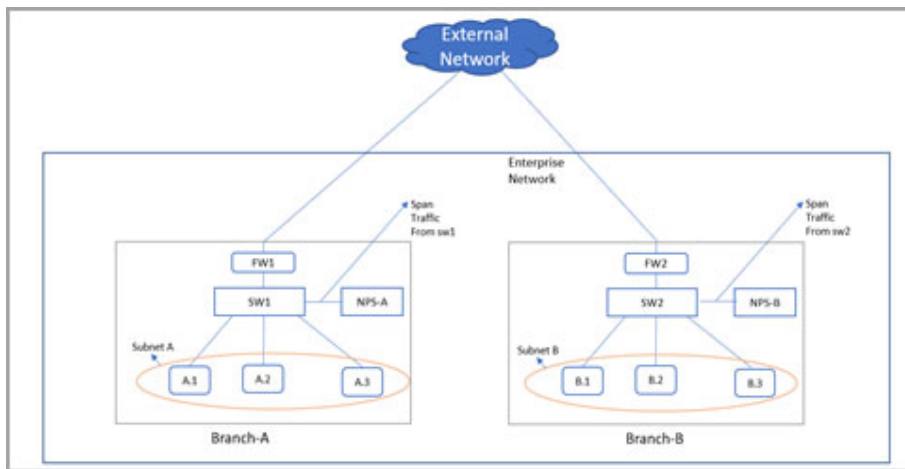 External
Network
Enterprise
Network
Span
Traffic
From sw1
Span
Traffic
From sw2
FW1
FW2
SW1
NPS-A
SW2
NPS-B
Subnet A
Subnet B
A.1
A.2
A.3
B.1
B.2
B.3
Branch-A
Branch-B